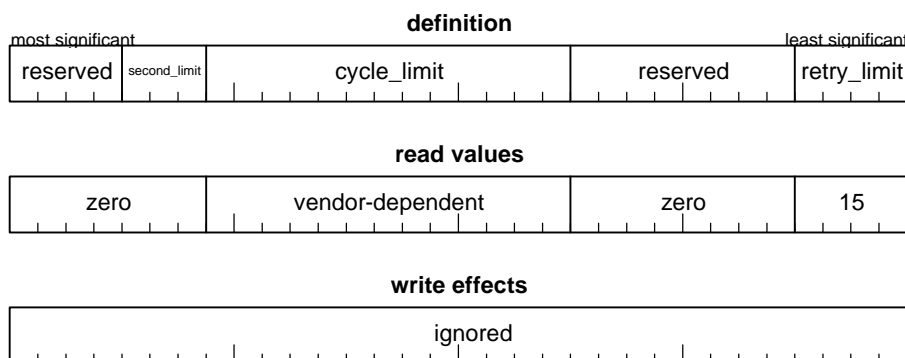 definition
most significant least significant
reserved second_limit cycle_limit reserved retry_limit
read values
zero vendor-dependent zero 15
write effects
ignored